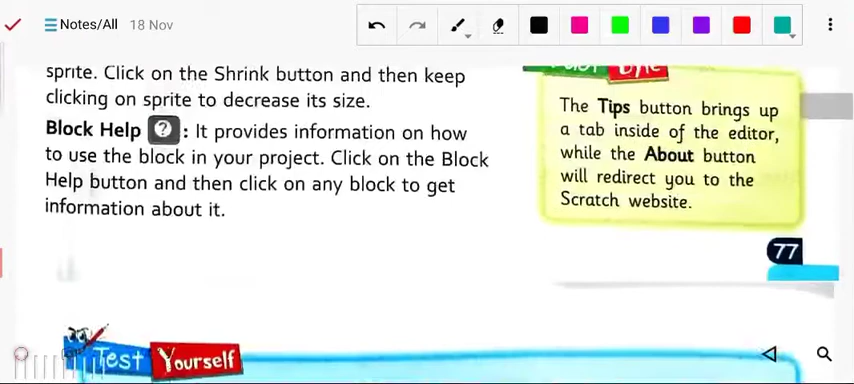 Notes/All 18 Nov
sprite. Click on the Shrink button and then keep
clicking on sprite to decrease its size.
Block Help ? : It provides information on how
to use the block in your project. Click on the Block
Help button and then click on any block to get
information about it.
The Tips button brings up
a tab inside of the editor,
while the About button
will redirect you to the
Scratch website.
77
Test Yourself